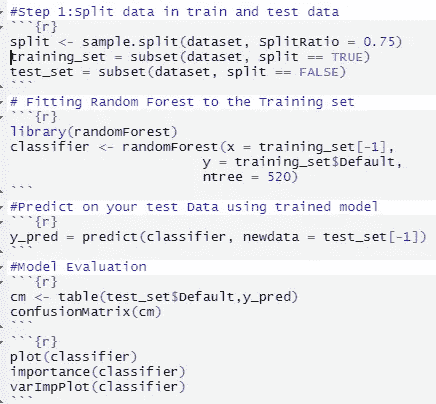 #Step 1:Split data in train and test data
```{r}
split <- sample.split(dataset, SplitRatio = 0.75)
training_set = subset(dataset, split == TRUE)
test_set = subset(dataset, split == FALSE)
```
# Fitting Random Forest to the Training set
```{r}
library(randomForest)
classifier <- randomForest(x = training_set[-1],
                           y = training_set$Default,
                           ntree = 520)
```
#Predict on your test Data using trained model
```{r}
y_pred = predict(classifier, newdata = test_set[-1])
```
#Model Evaluation
```{r}
cm <- table(test_set$Default,y_pred)
confusionMatrix(cm)
```
```{r}
plot(classifier)
importance(classifier)
varImpPlot(classifier)
```